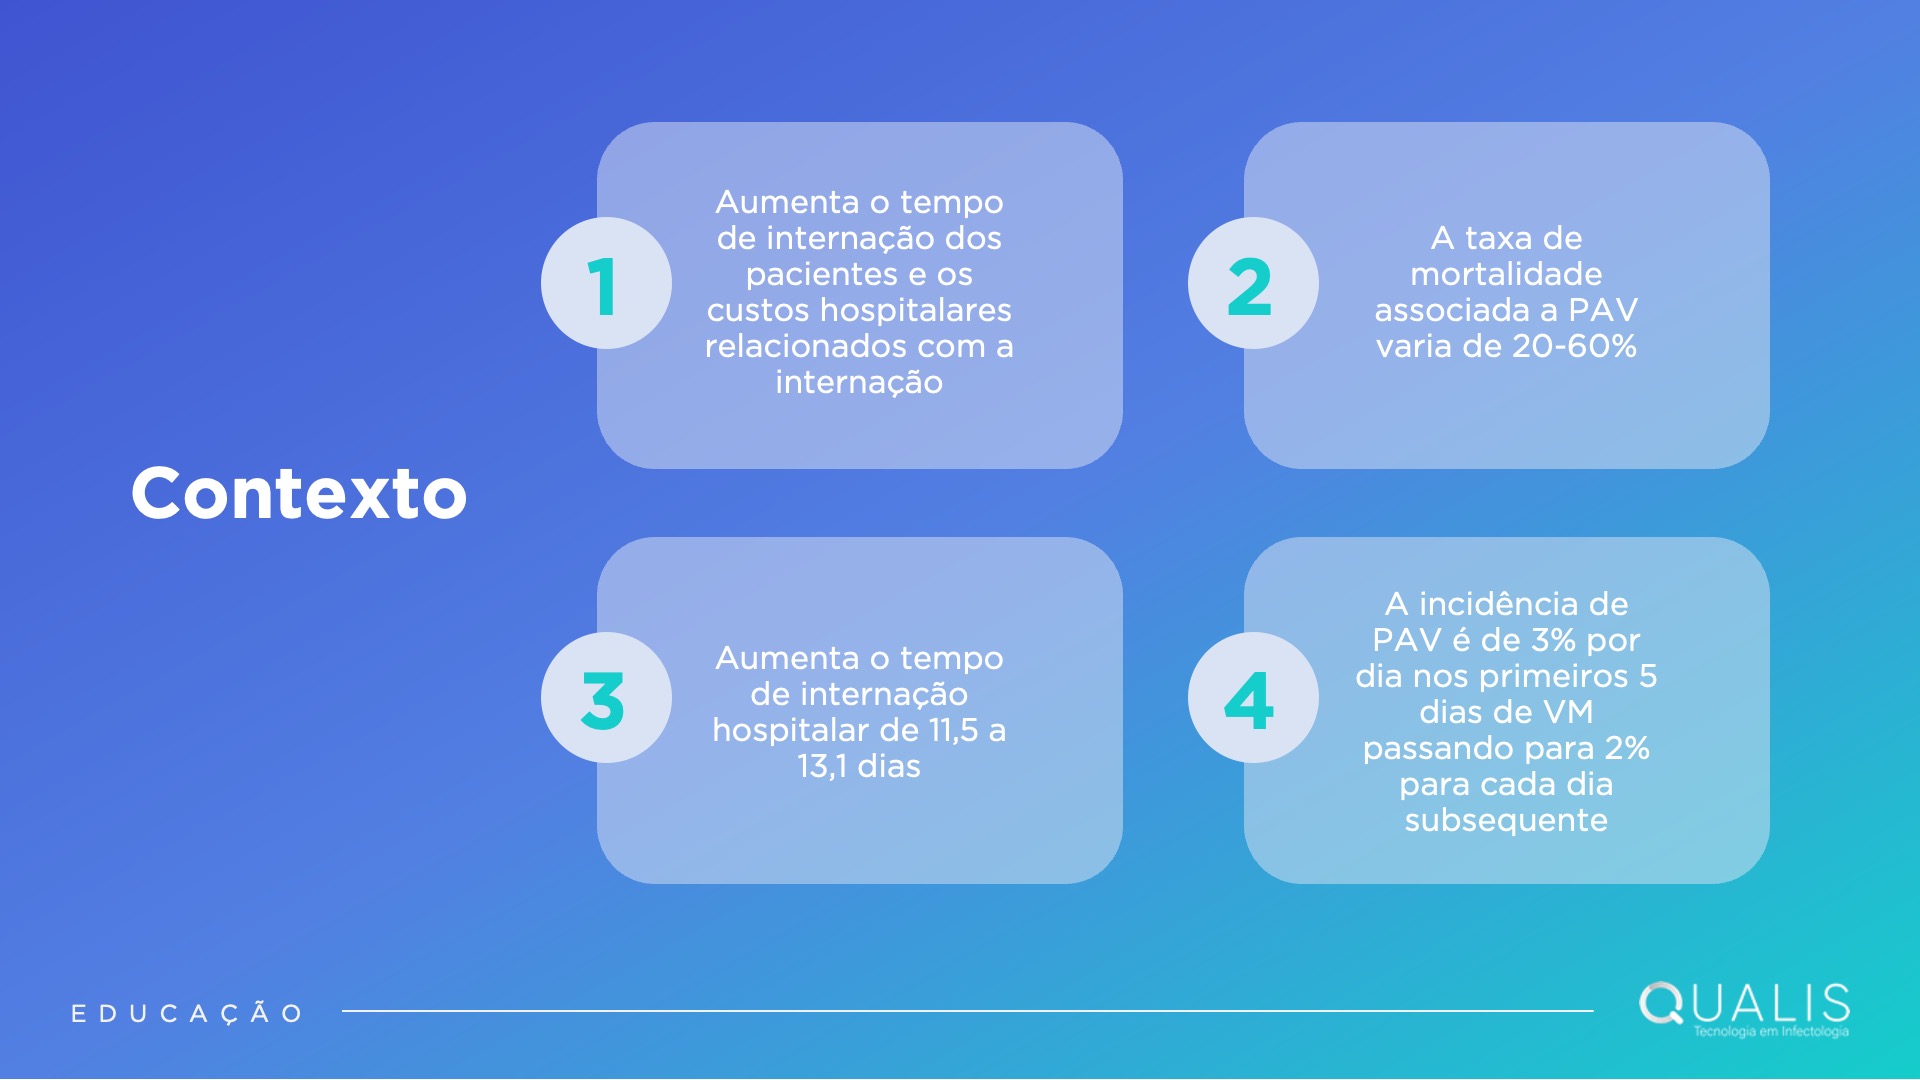 Contexto
1
Aumenta o tempo
de internação dos
pacientes e os
custos hospitalares
relacionados com a
internação
2
A taxa de
mortalidade
associada a PAV
varia de 20-60%
3
Aumenta o tempo
de internação
hospitalar de 11,5 a
13,1 dias
4
A incidência de
PAV é de 3% por
dia nos primeiros 5
dias de VM
passando para 2%
para cada dia
subsequente
EDUCAÇÃO
QUALIS
Tecnologia em Infectologia